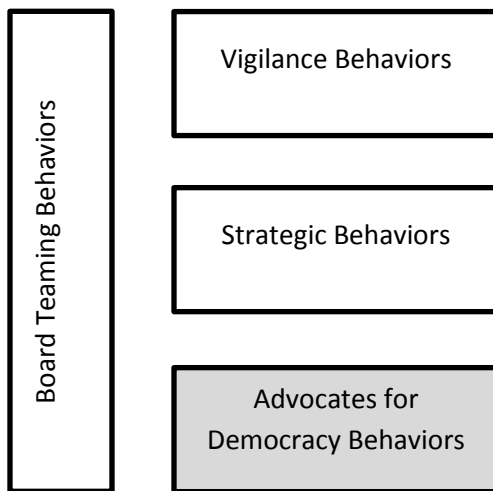 Board Teaming Behaviors
Vigilance Behaviors
Strategic Behaviors
Advocates for
Democracy Behaviors